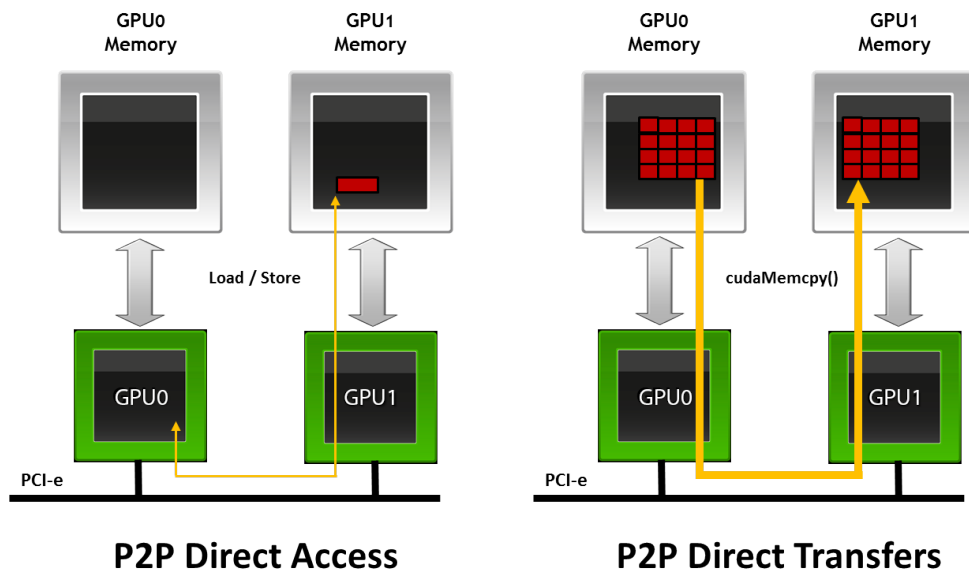 GPU0
Memory
GPU1
Memory
Load / Store
GPU0
GPU1
PCI-e
P2P Direct Access
GPU0
Memory
GPU1
Memory
cudaMemcpy()
GPU0
GPU1
PCI-e
P2P Direct Transfers